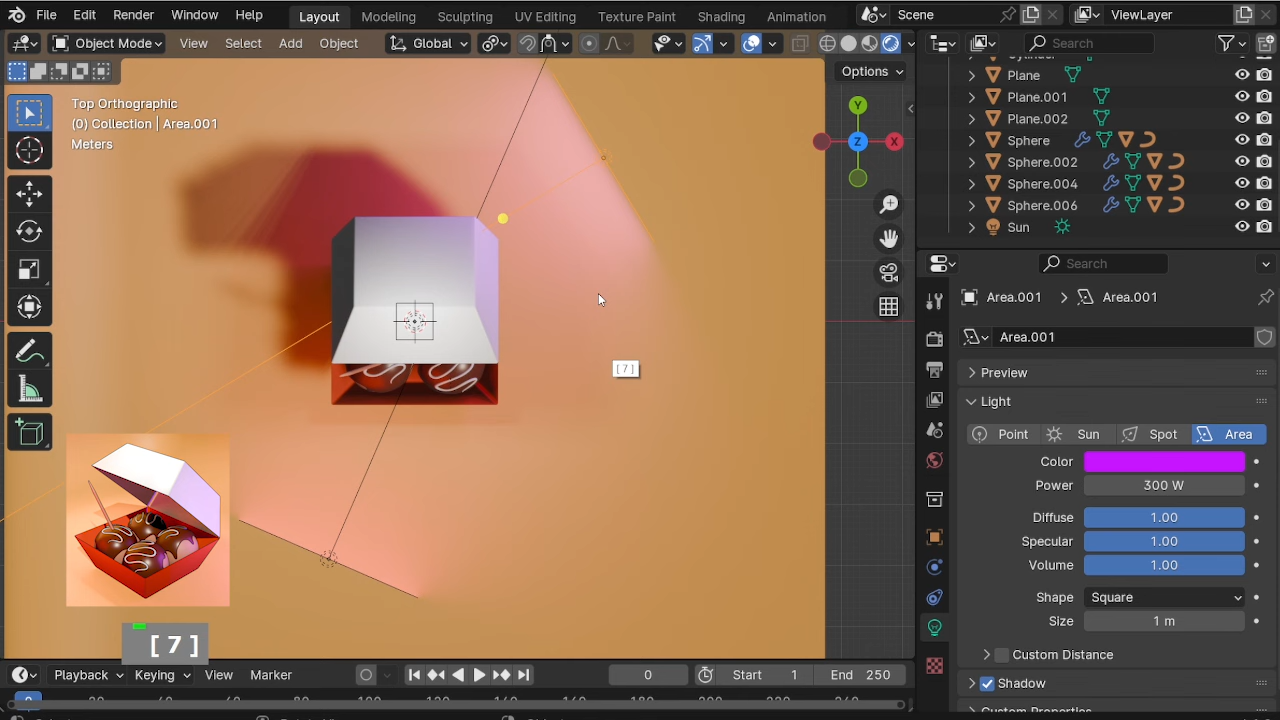 File Edit Render Window Help Layout Modeling Sculpting UV Editing Texture Paint Shading Animation Scene ViewLayer
Object Mode View Select Add Object Global Search
Options
Top Orthographic
(0) Collection | Area.001
Meters
Y
Z
X
Plane
Plane.001
Plane.002
Sphere
Sphere.002
Sphere.004
Sphere.006
Sun
Search
Area.001 Area.001
Area.001
Preview
Light
Point Sun Spot Area
Color
Power 300 W
Diffuse 1.00
Specular 1.00
Volume 1.00
Shape Square
Size 1 m
Custom Distance
Shadow
Custom Properties
[7]
[ 7 ]
Playback Keying View Marker 0 Start 1 End 250